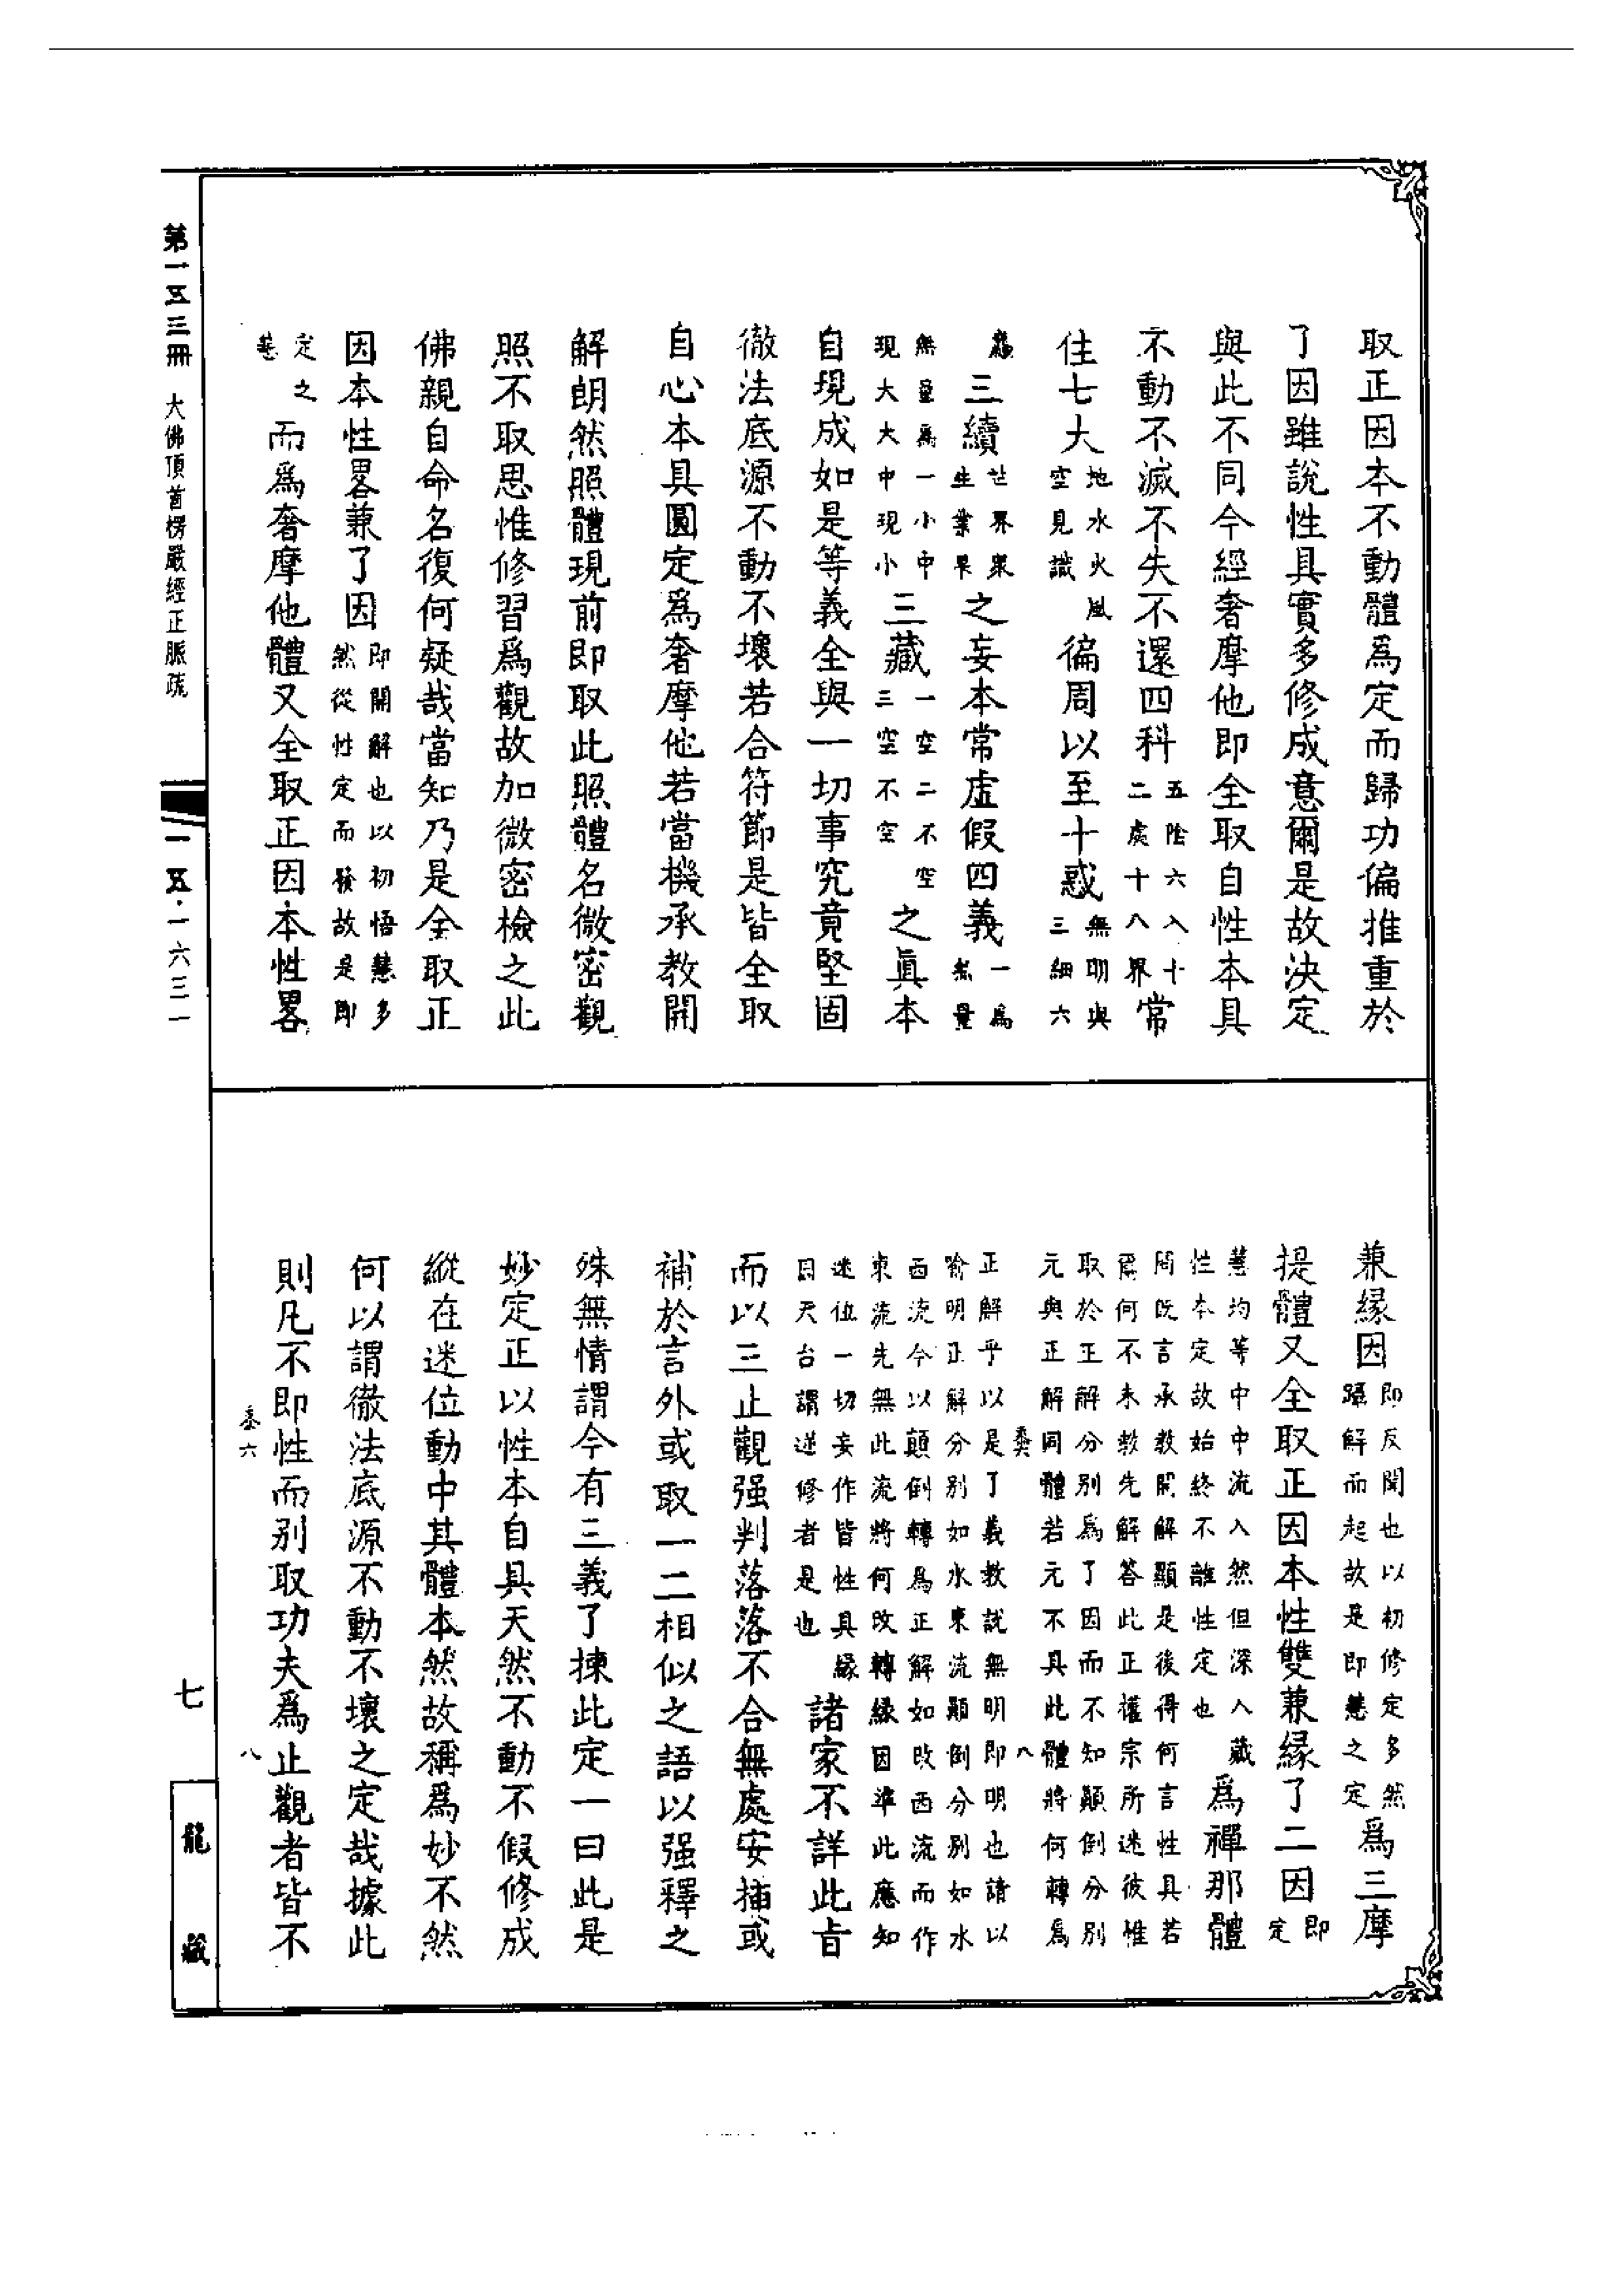 取正因本不動體爲定而歸功偏推重於
了因雖說性具實多修成意爾是故決定
與此不同今經奢摩他即全取自性本具
不動不滅不失不還四科五陰六入十二處十八界常
住七大地水火風空見識徧周以至十惑無明與三細六
麤三續世界衆生業果之妄本常虛假四義一爲無量
無量爲一小中現大大中現小三藏一空二不空三空不空之眞本
自現成如是等義全與一切事究竟堅固
徹法底源不動不壞若合符節是皆全取
自心本具圓定爲奢摩他若當機承教開
解朗然照體現前即取此照體名微密觀
照不取思惟修習爲觀故加微密檢之此
佛親自命名復何疑哉當知乃是全取正
因本性畧兼了因即開解也以初悟慧多然從性定而發故是即
定之慧而爲奢摩他體又全取正因本性畧
兼緣因即反聞也以初修定多然躡解而起故是即慧之定爲三摩
提體又全取正因本性雙兼緣了二因即定
慧均等中中流入然但深入藏性本定故始終不離性定也爲禪那體
問既言承教開解顯是後得何言性具若爾何不未教先解答此正權宗所迷彼惟
取於正解分別爲了因而不知顛倒分別元與正解同體若元不具此體將何轉爲
八
正解乎以是了義教說無明即明也請以喻明正解分別如水東流顛倒分別如水
西流今以顛倒轉爲正解如改西流而作東流先無此流將何改轉緣因準此應知
迷位一切妄作皆性具緣因天台謂逆修者是也諸家不詳此旨
而以三止觀强判落落不合無處安插或
補於言外或取一二相似之語以强釋之
殊無情謂今有三義了揀此定一曰此是
妙定正以性本自具天然不動不假修成
縱在迷位動中其體本然故稱爲妙不然
何以謂徹法底源不動不壞之定哉據此
則凡不即性而别取功夫爲止觀者皆不
六
八
第一五三冊
大佛頂首楞嚴經正脈疏
一五·一六三一
七
龍藏